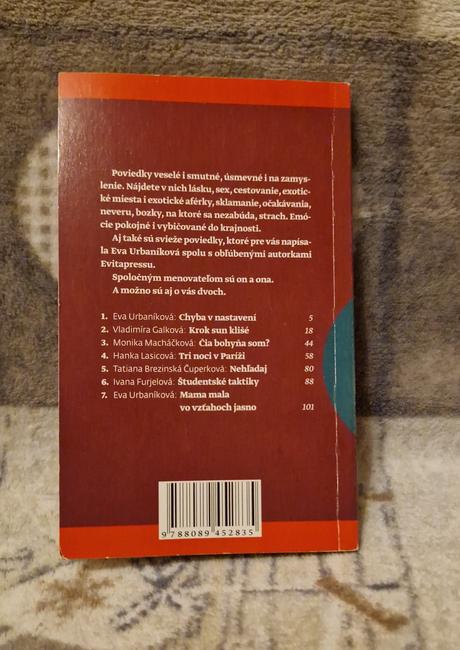 Poviedky veselé i smutné, úsmevné i na zamys-
lenie. Nájdete v nich lásku, sex, cestovanie, exotic-
ké miesta i exotické aférky, sklamanie, očakávania,
neveru, bozky, na ktoré sa nezabúda, strach. Emó-
cie pokojné i vybičované do krajnosti.
Aj také sú svieže poviedky, ktoré pre vás napísa-
la Eva Urbaníková spolu s obľúbenými autorkami
Evitapressu.
Spoločným menovateľom sú on a ona.
A možno sú aj o vás dvoch.
1. Eva Urbaníková: Chyba v nastavení 5
2. Vladimíra Galková: Krok sun klišé 18
3. Monika Macháčková: Čia bohyňa som? 44
4. Hanka Lasicová: Tri noci v Paríži 58
5. Tatiana Brezinská Čuperková: Nehľadaj 80
6. Ivana Furjelová: Študentské taktiky 88
7. Eva Urbaníková: Mama mala
vo vzťahoch jasno 101
9 788089 452835